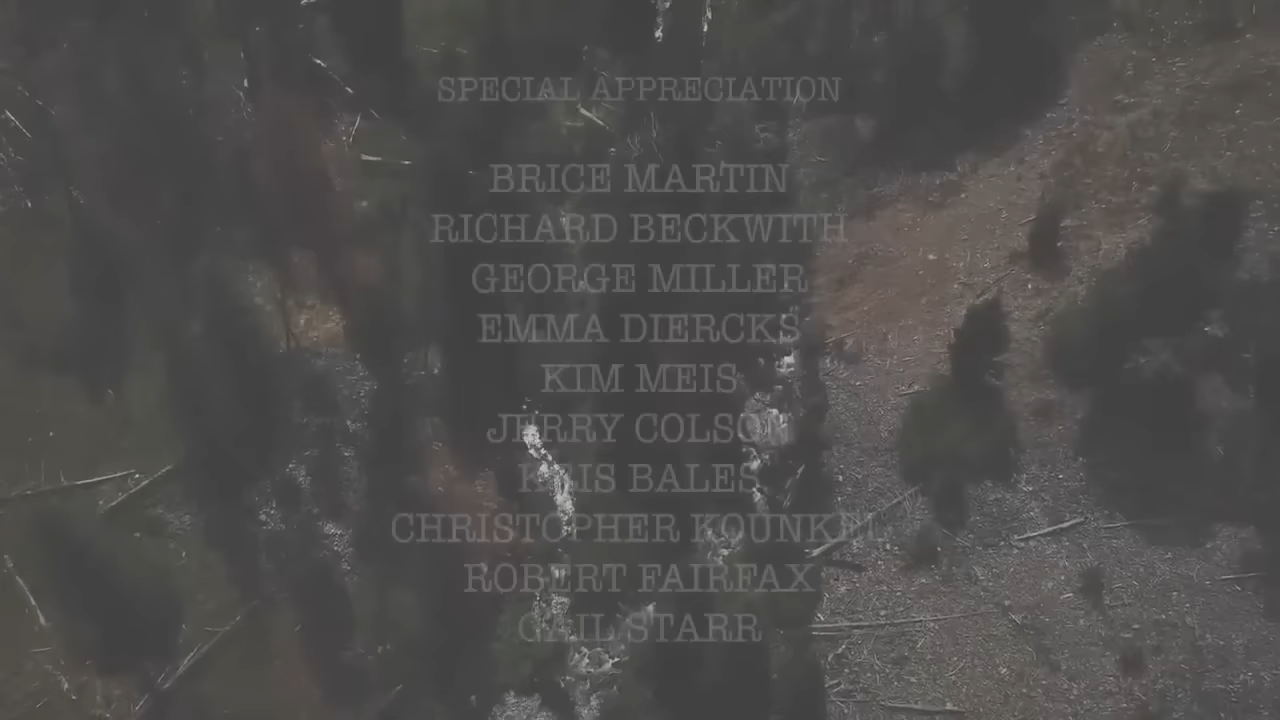 SPECIAL APPRECIATION
BRICE MARTIN
RICHARD BECKWITH
GEORGE MILLER
EMMA DIERCKS
KIM MEIS
JERRY COLSON
KRIS BALES
CHRISTOPHER KOUNKEL
ROBERT FAIRFAX
GAIL STARR